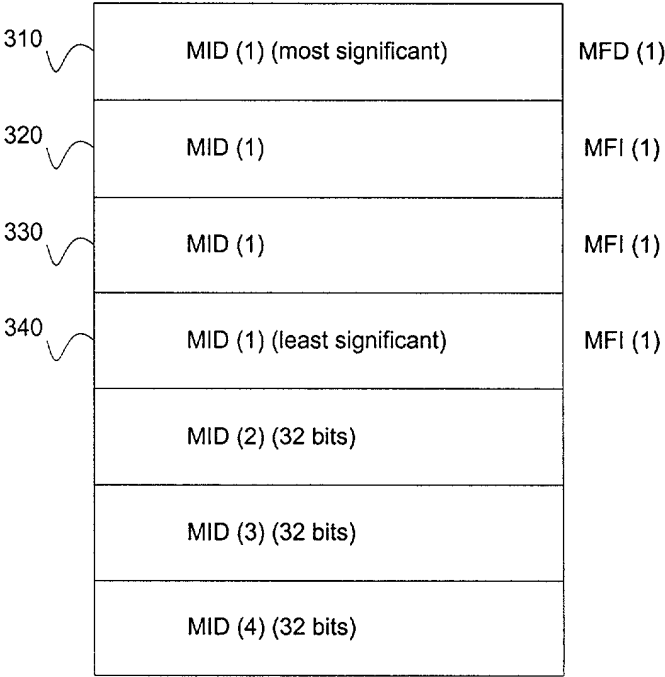 310 MID (1) (most significant) MFD (1)
320 MID (1) MFI (1)
330 MID (1) MFI (1)
340 MID (1) (least significant) MFI (1)
MID (2) (32 bits)
MID (3) (32 bits)
MID (4) (32 bits)